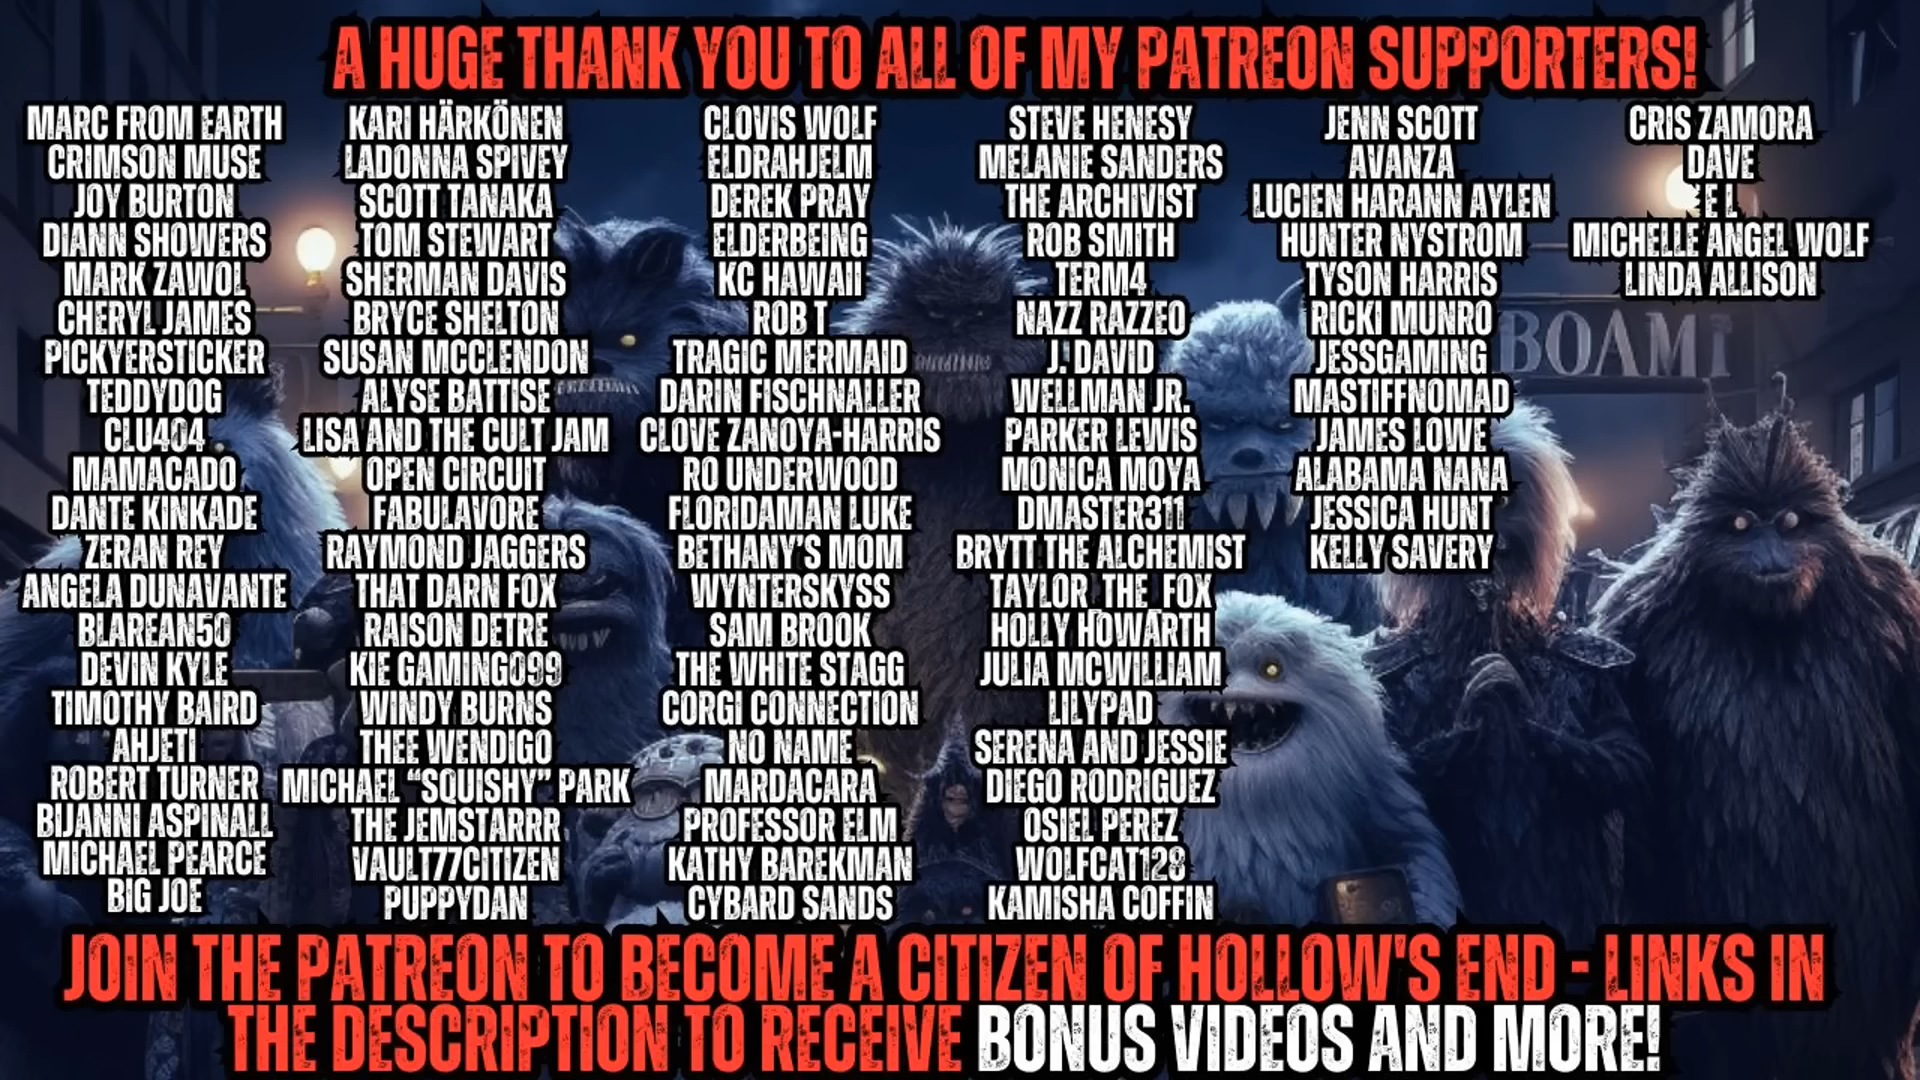 A HUGE THANK YOU TO ALL OF MY PATREON SUPPORTERS!
MARC FROM EARTH
CRIMSON MUSE
JOY BURTON
DIANN SHOWERS
MARK ZAWOL
CHERYL JAMES
PICKYERSTICKER
TEDDYDOG
CLU404
MAMACADO
DANTE KINKADE
ZERAN REY
ANGELA DUNAVANTE
BLAREAN50
DEVIN KYLE
TIMOTHY BAIRD
AHJETI
ROBERT TURNER
BIJANNI ASPINALL
MICHAEL PEARCE
BIG JOE
KARI HÄRKÖNEN
LADONNA SPIVEY
SCOTT TANAKA
TOM STEWART
SHERMAN DAVIS
BRYCE SHELTON
SUSAN MCCLENDON
ALYSE BATTISE
LISA AND THE CULT JAM
OPEN CIRCUIT
FABULAVORE
RAYMOND JAGGERS
THAT DARN FOX
RAISON DETRE
KIE GAMING099
WINDY BURNS
THEE WENDIGO
MICHAEL “SQUISHY” PARK
THE JEMSTARRR
VAULT77CITIZEN
PUPPYDAN
CLOVIS WOLF
ELDRAHJELM
DEREK PRAY
ELDERBEING
KC HAWAII
ROB T
TRAGIC MERMAID
DARIN FISCHNALLER
CLOVE ZANOYA-HARRIS
RO UNDERWOOD
FLORIDAMAN LUKE
BETHANY’S MOM
WYNTERSKYSS
SAM BROOK
THE WHITE STAGG
CORGI CONNECTION
NO NAME
MARDACARA
PROFESSOR ELM
KATHY BAREKMAN
CYBARD SANDS
STEVE HENESY
MELANIE SANDERS
THE ARCHIVIST
ROB SMITH
TERM4
NAZZ RAZZEO
J. DAVID
WELLMAN JR.
PARKER LEWIS
MONICA MOYA
DMASTER311
BRYTT THE ALCHEMIST
TAYLOR_THE_FOX
HOLLY HOWARTH
JULIA MCWILLIAM
LILYPAD
SERENA AND JESSIE
DIEGO RODRIGUEZ
OSIEL PEREZ
WOLFCAT128
KAMISHA COFFIN
JENN SCOTT
AVANZA
LUCIEN HARANN AYLEN
HUNTER NYSTROM
TYSON HARRIS
RICKI MUNRO
JESSGAMING
MASTIFFNOMAD
JAMES LOWE
ALABAMA NANA
JESSICA HUNT
KELLY SAVERY
CRIS ZAMORA
DAVE
E L
MICHELLE ANGEL WOLF
LINDA ALLISON
BOAMI
JOIN THE PATREON TO BECOME A CITIZEN OF HOLLOW'S END - LINKS IN
THE DESCRIPTION TO RECEIVE BONUS VIDEOS AND MORE!